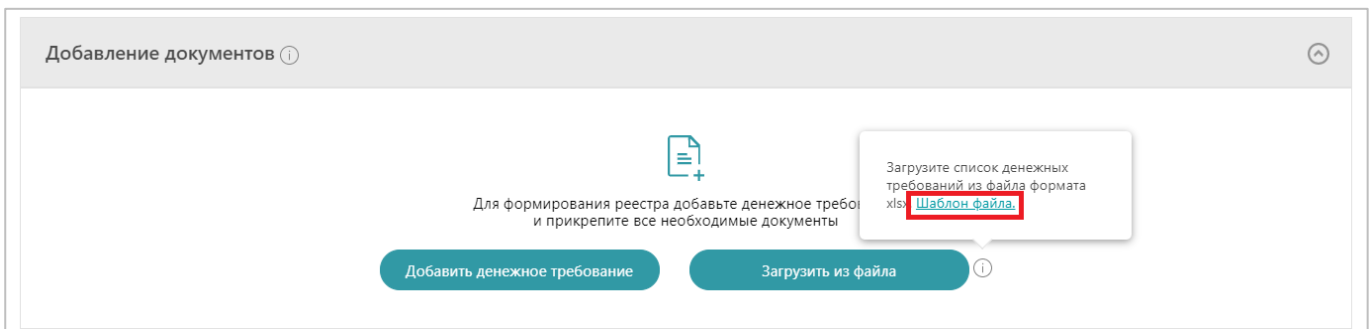 Добавление документов
Загрузите список денежных
требований из файла формата
xlsx Шаблон файла.
Для формирования реестра добавьте денежное требо
и прикрепите все необходимые документы
Добавить денежное требование
Загрузить из файла